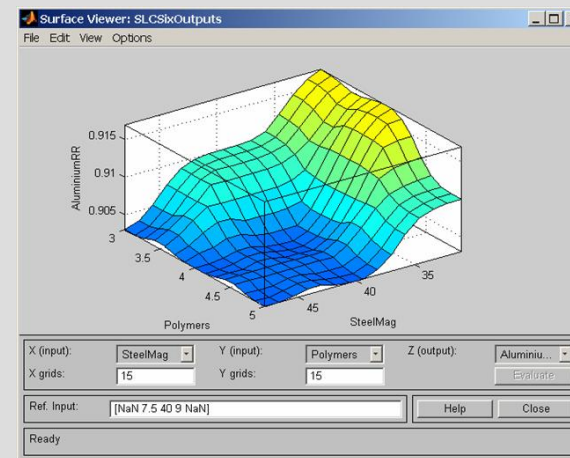 Surface Viewer: SLCSixOutputs
File Edit View Options
0.915
0.91
0.905
AluminiumRR
3
3.5
4
4.5
5
Polymers
45
40
35
SteelMag
X (input): SteelMag Y (input): Polymers Z (output): Aluminiu...
X grids: 15 Y grids: 15 Evaluate
Ref. Input: [NaN 7.5 40 9 NaN] Help Close
Ready